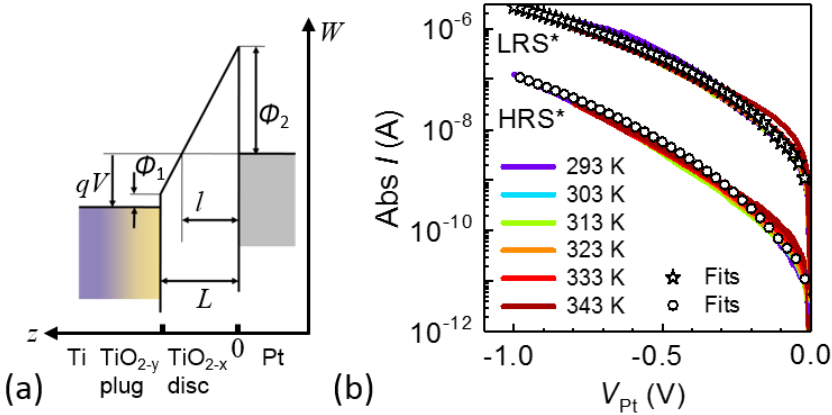 W
Φ2
Φ1
qV
l
L
z
0
Ti TiO2-y TiO2-x Pt
plug disc
(a)
Abs I (A)
10-6
10-8
10-10
10-12
LRS*
HRS*
293 K
303 K
313 K
323 K
333 K
343 K
Fits
Fits
-1.0 -0.5 0.0
VPt (V)
(b)